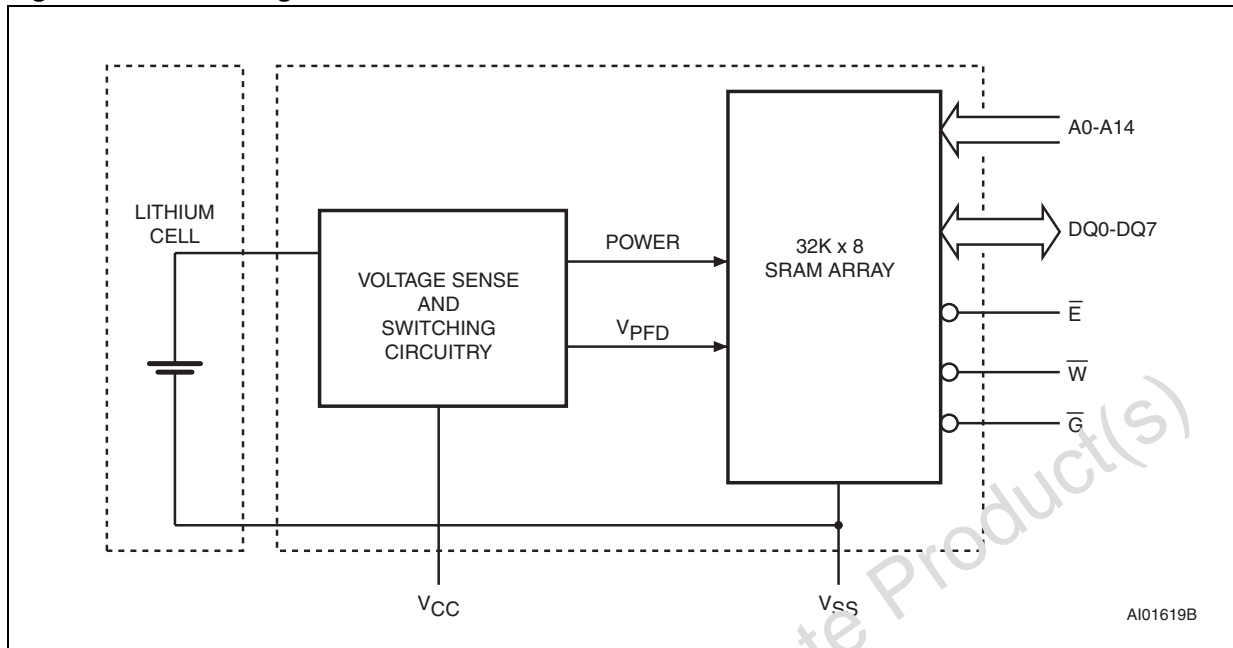 LITHIUM
CELL
VOLTAGE SENSE
AND
SWITCHING
CIRCUITRY
POWER
VPFD
32K x 8
SRAM ARRAY
A0-A14
DQ0-DQ7
E̅
W̅
G̅
VCC
VSS
AI01619B
te Product(s)